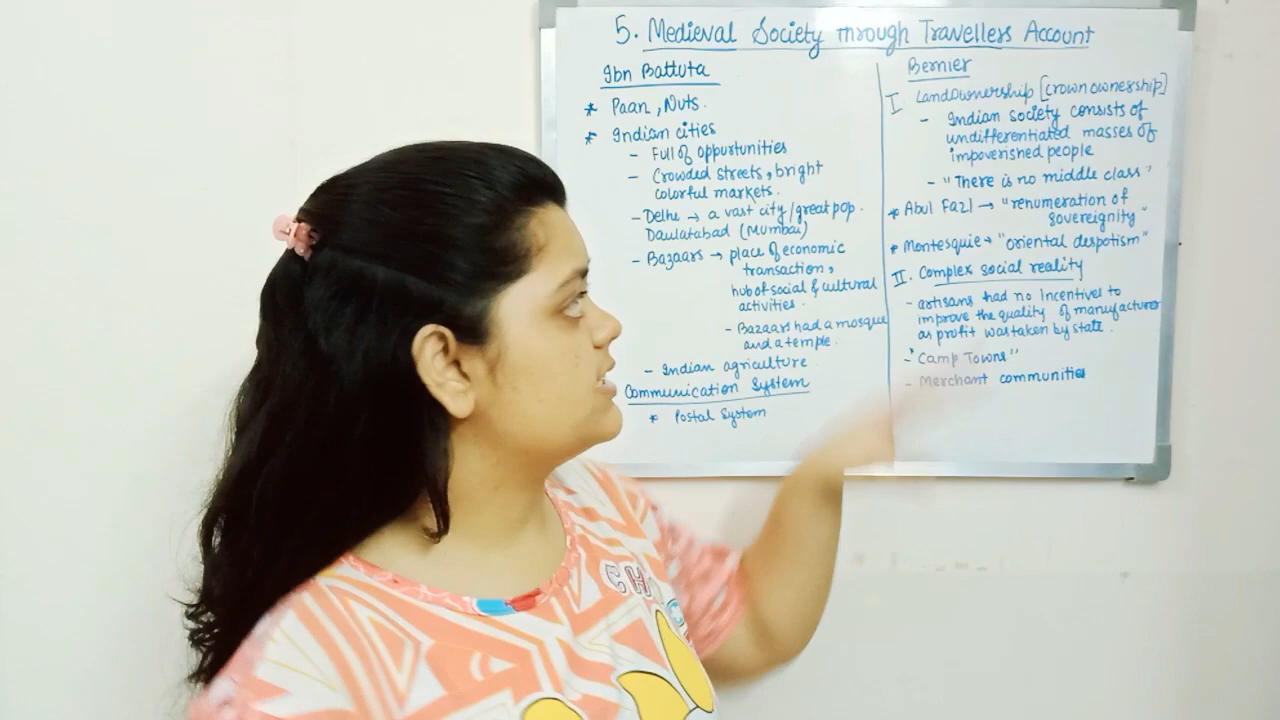 5. Medieval Society through Travellers Account
Ibn Battuta
* Paan, Nuts.
* Indian cities
- Full of oppurtunities
- Crowded streets, bright
colorful markets.
- Delhe → a vast city/great pop.
Daulatabad (Mumbai)
- Bazaars → place of economic
transaction,
hub of social & cultural
activities.
- Bazaars had a mosque
and a temple.
- Indian agriculture
Communication System
* Postal System
Bernier
I. Landownership [crown ownership]
- Indian society consists of
undifferentiated masses of
impoverished people
- "There is no middle class"
* Abul Fazl → "renumeration of
sovereignity"
* Montesquie → "oriental despotism"
II. Complex social reality
- artisans had no Incentive to
improve the quality of manufactures
as profit was taken by state.
- "Camp Towns"
- Merchant communities
CH